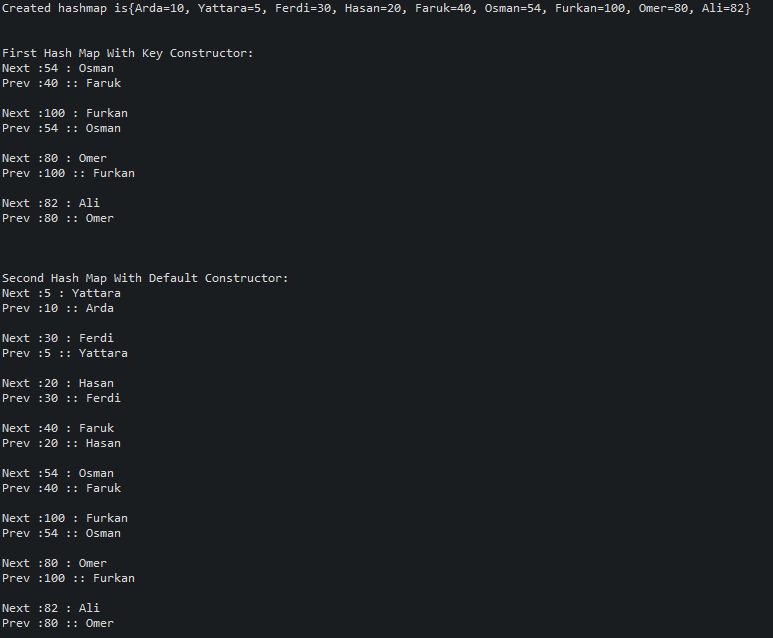 Created hashmap is{Arda=10, Yattara=5, Ferdi=30, Hasan=20, Faruk=40, Osman=54, Furkan=100, Omer=80, Ali=82}
First Hash Map With Key Constructor:
Next :54 : Osman
Prev :40 :: Faruk
Next :100 : Furkan
Prev :54 :: Osman
Next :80 : Omer
Prev :100 :: Furkan
Next :82 : Ali
Prev :80 :: Omer
Second Hash Map With Default Constructor:
Next :5 : Yattara
Prev :10 :: Arda
Next :30 : Ferdi
Prev :5 :: Yattara
Next :20 : Hasan
Prev :30 :: Ferdi
Next :40 : Faruk
Prev :20 :: Hasan
Next :54 : Osman
Prev :40 :: Faruk
Next :100 : Furkan
Prev :54 :: Osman
Next :80 : Omer
Prev :100 :: Furkan
Next :82 : Ali
Prev :80 :: Omer